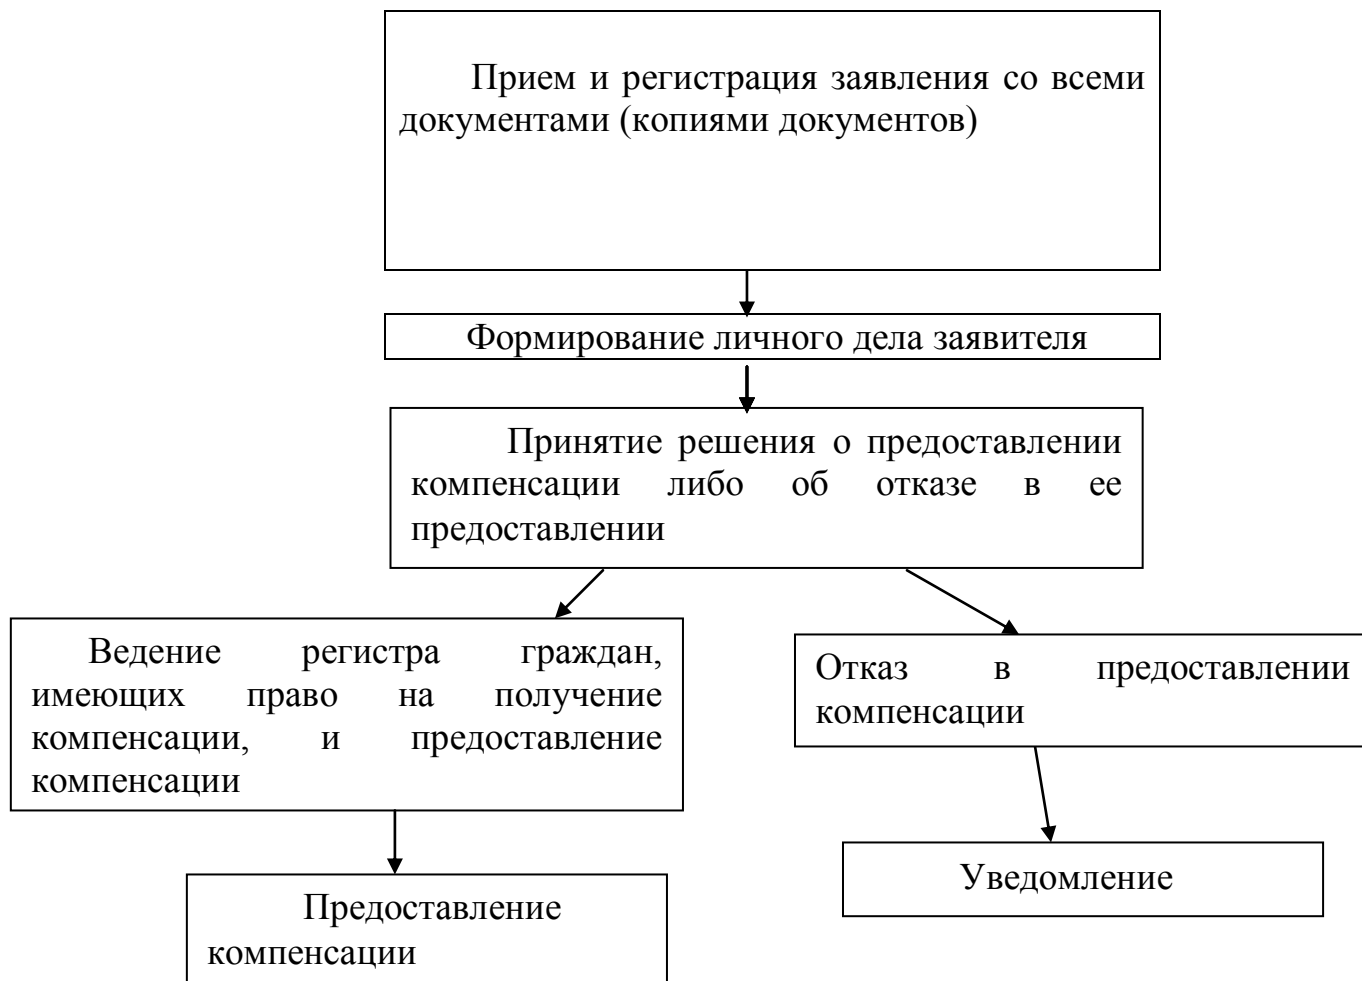 Прием и регистрация заявления со всеми
документами (копиями документов)
Формирование личного дела заявителя
Принятие решения о предоставлении
компенсации либо об отказе в ее
предоставлении
Ведение регистра граждан,
имеющих право на получение
компенсации, и предоставление
компенсации
Отказ в предоставлении
компенсации
Уведомление
Предоставление
компенсации